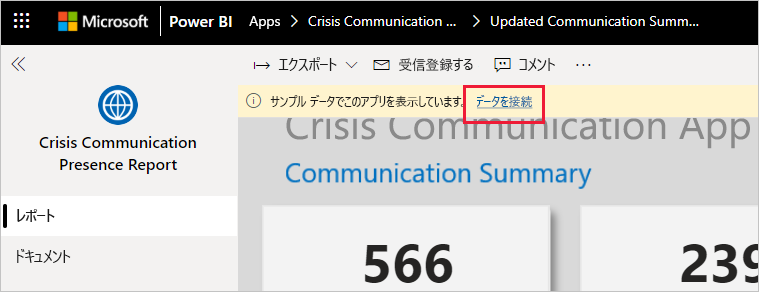 Microsoft Power BI Apps > Crisis Communication ... > Updated Communication Summ...
エクスポート 受信登録する コメント ...
サンプル データでこのアプリを表示しています。 データを接続
Crisis Communication
Presence Report
レポート
ドキュメント
Crisis Communication App
Communication Summary
566
239